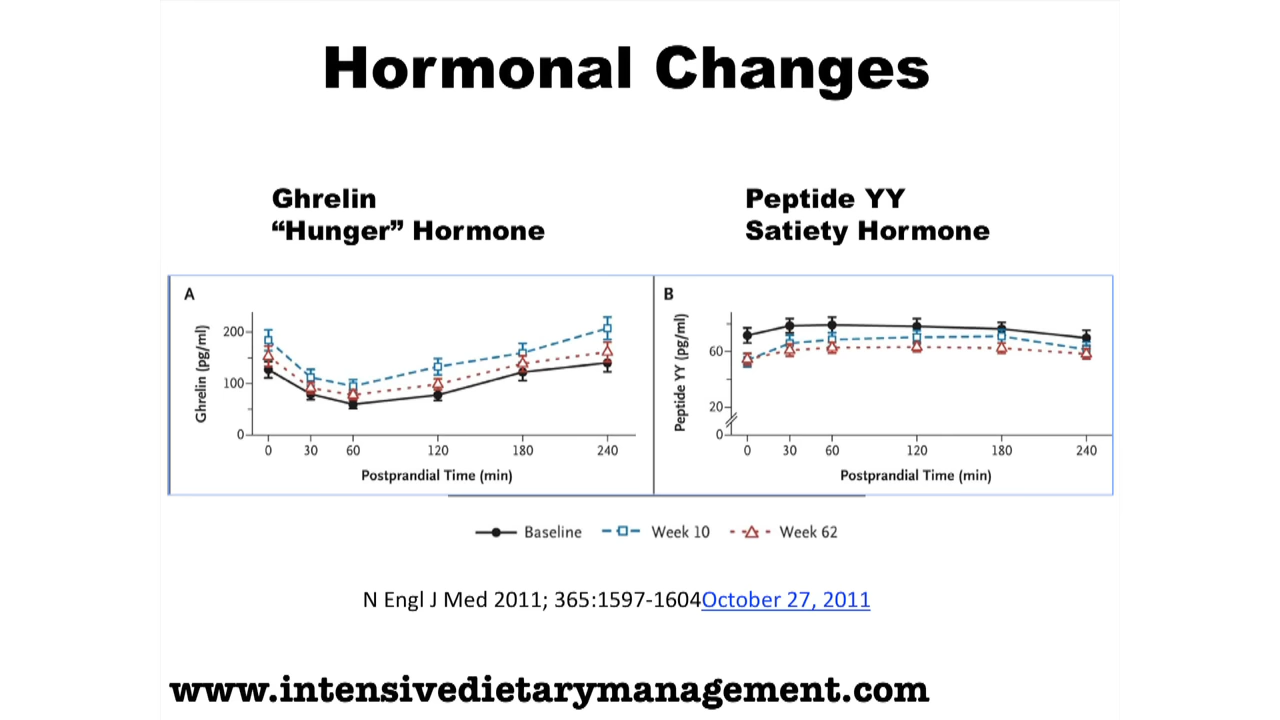 Hormonal Changes
Ghrelin
“Hunger” Hormone
Peptide YY
Satiety Hormone
A
Ghrelin (pg/ml)
200
100
0
0 30 60 120 180 240
Postprandial Time (min)
B
Peptide YY (pg/ml)
60
20
0
0 30 60 120 180 240
Postprandial Time (min)
Baseline Week 10 Week 62
N Engl J Med 2011; 365:1597-1604October 27, 2011
www.intensivedietarymanagement.com